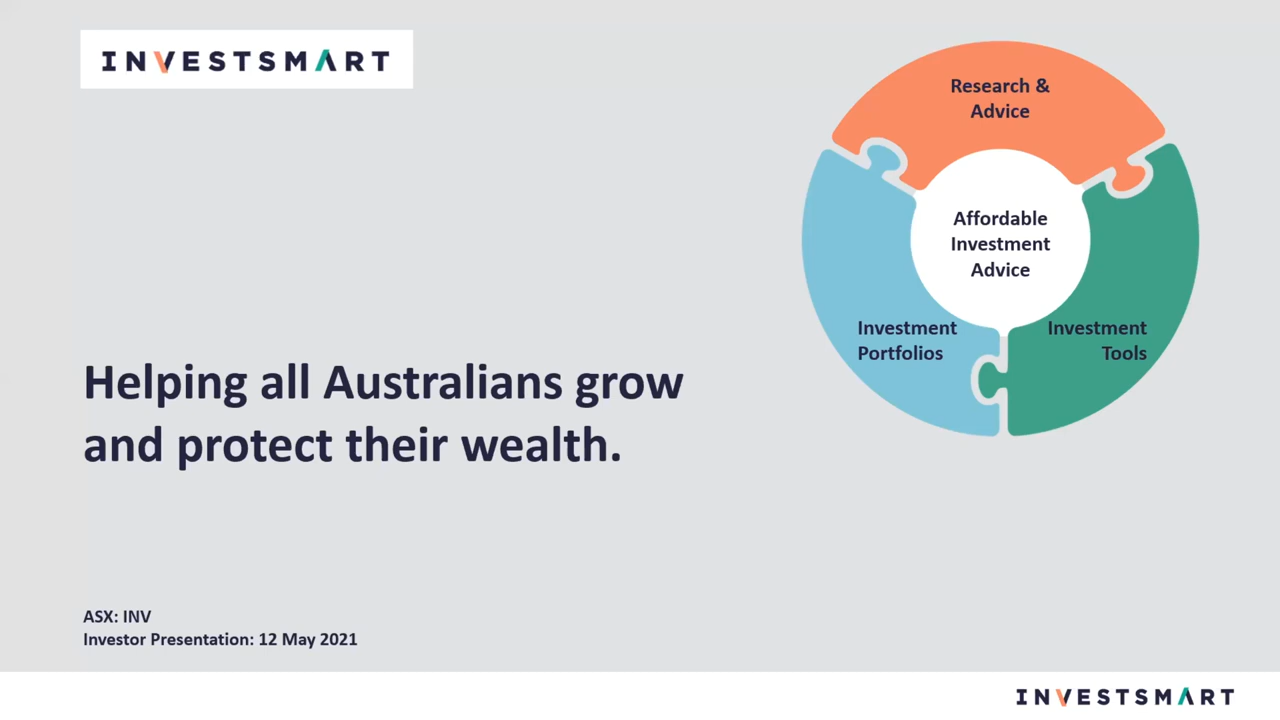 INVESTSMART
Research &
Advice
Affordable
Investment
Advice
Investment
Portfolios
Investment
Tools
Helping all Australians grow
and protect their wealth.
ASX: INV
Investor Presentation: 12 May 2021
INVESTSMART